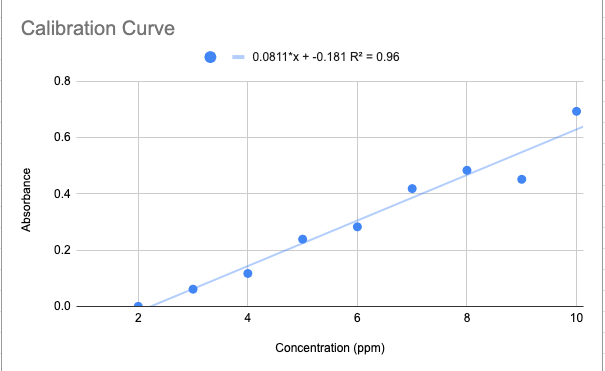 Calibration Curve
0.0811*x + -0.181 R² = 0.96
0.8
0.6
0.4
0.2
0.0
Absorbance
2 4 6 8 10
Concentration (ppm)